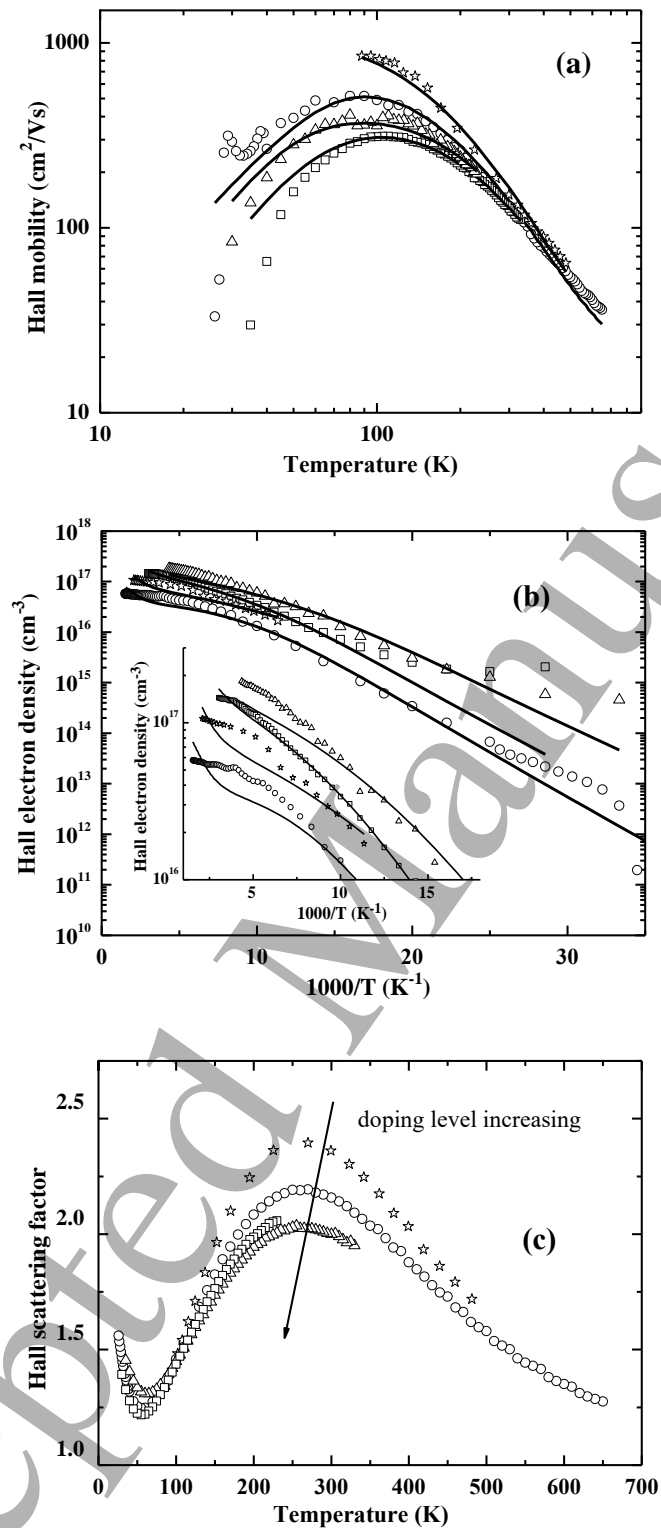 1000
100
10
Hall mobility (cm²/Vs)
(a)
10
100
1000
Temperature (K)
10¹⁸
10¹⁷
10¹⁶
10¹⁵
10¹⁴
10¹³
10¹²
10¹¹
10¹⁰
Hall electron density (cm⁻³)
(b)
Hall electron density (cm⁻³)
10¹⁷
10¹⁶
5
10
15
1000/T (K⁻¹)
0
10
20
30
1000/T (K⁻¹)
2.5
2.0
1.5
1.0
Hall scattering factor
doping level increasing
(c)
0
100
200
300
400
500
600
700
Temperature (K)
epted Manus